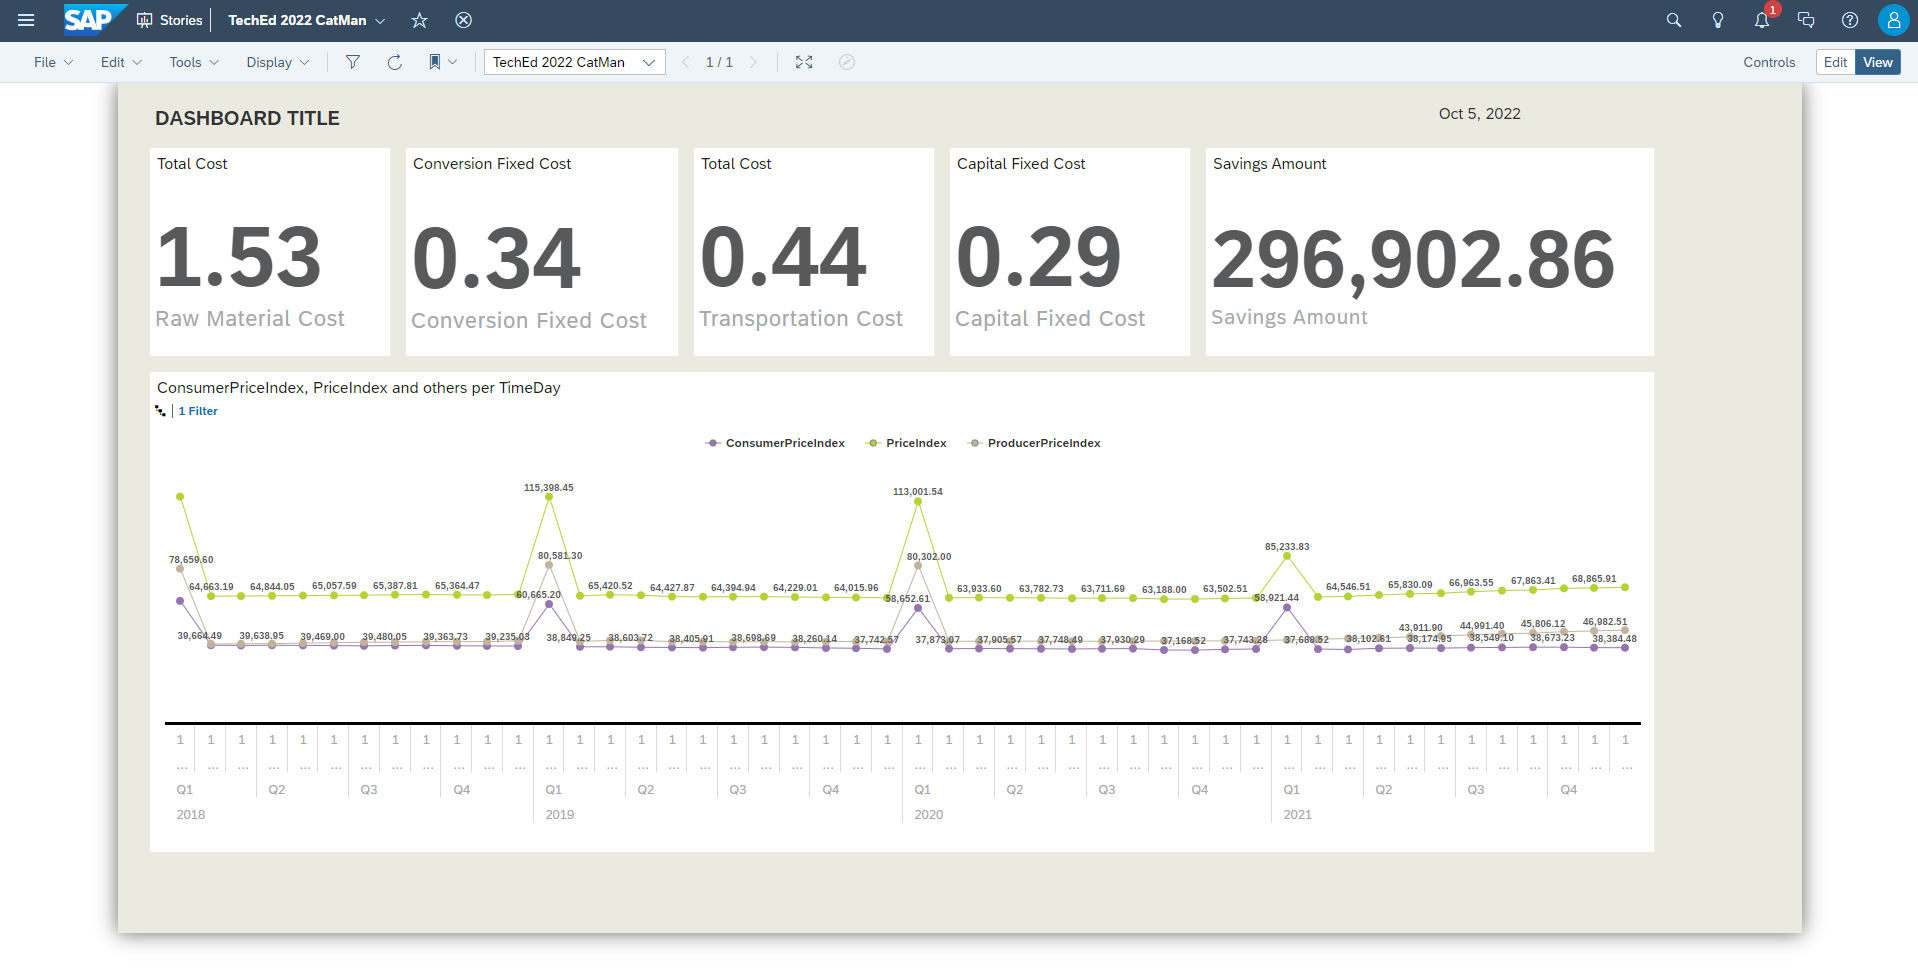 SAP Stories TechEd 2022 CatMan 1
File Edit Tools Display TechEd 2022 CatMan 1 / 1 Controls Edit View
DASHBOARD TITLE
Oct 5, 2022
Total Cost
1.53
Raw Material Cost
Conversion Fixed Cost
0.34
Conversion Fixed Cost
Total Cost
0.44
Transportation Cost
Capital Fixed Cost
0.29
Capital Fixed Cost
Savings Amount
296,902.86
Savings Amount
ConsumerPriceIndex, PriceIndex and others per TimeDay
1 Filter
ConsumerPriceIndex PriceIndex ProducerPriceIndex
115,398.45 113,001.54
85,233.83
78,659.60 80,581.30 80,302.00
64,663.19 64,844.05 65,057.59 65,387.81 65,364.47 65,420.52 64,427.87 64,394.94 64,229.01 64,015.96 63,933.60 63,782.73 63,711.69 63,188.00 63,502.51 64,546.51 65,830.09 66,963.55 67,863.41 68,865.91
60,665.20 58,652.61 58,921.44
43,911.90 44,991.40 45,806.12 46,982.51
39,664.49 39,638.95 39,469.00 39,480.05 39,363.73 39,235.03 38,849.25 38,603.72 38,405.91 38,698.69 38,260.14 37,742.57 37,873.07 37,905.57 37,748.49 37,930.29 37,168.52 37,743.28 37,688.52 38,102.61 38,174.95 38,549.10 38,673.23 38,384.48
1 1 1 1 1 1 1 1 1 1 1 1 1 1 1 1 1 1 1 1 1 1 1 1 1 1 1 1 1 1 1 1 1 1 1 1 1 1 1 1 1 1 1 1 1 1 1 1
... ... ... ... ... ... ... ... ... ... ... ... ... ... ... ... ... ... ... ... ... ... ... ... ... ... ... ... ... ... ... ... ... ... ... ... ... ... ... ... ... ... ... ... ... ... ... ...
Q1 Q2 Q3 Q4 Q1 Q2 Q3 Q4 Q1 Q2 Q3 Q4 Q1 Q2 Q3 Q4
2018 2019 2020 2021